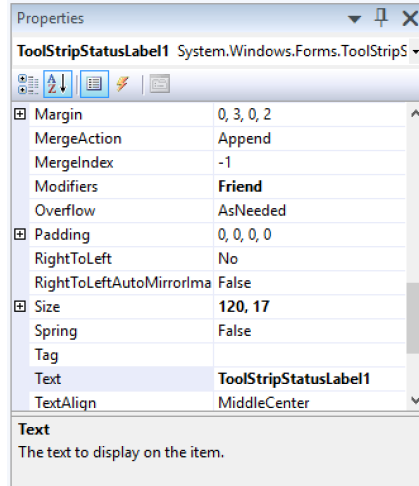 Properties
ToolStripStatusLabel1 System.Windows.Forms.ToolStripS
Margin 0, 3, 0, 2
MergeAction Append
MergeIndex -1
Modifiers Friend
Overflow AsNeeded
Padding 0, 0, 0, 0
RightToLeft No
RightToLeftAutoMirrorIma False
Size 120, 17
Spring False
Tag
Text ToolStripStatusLabel1
TextAlign MiddleCenter
Text
The text to display on the item.